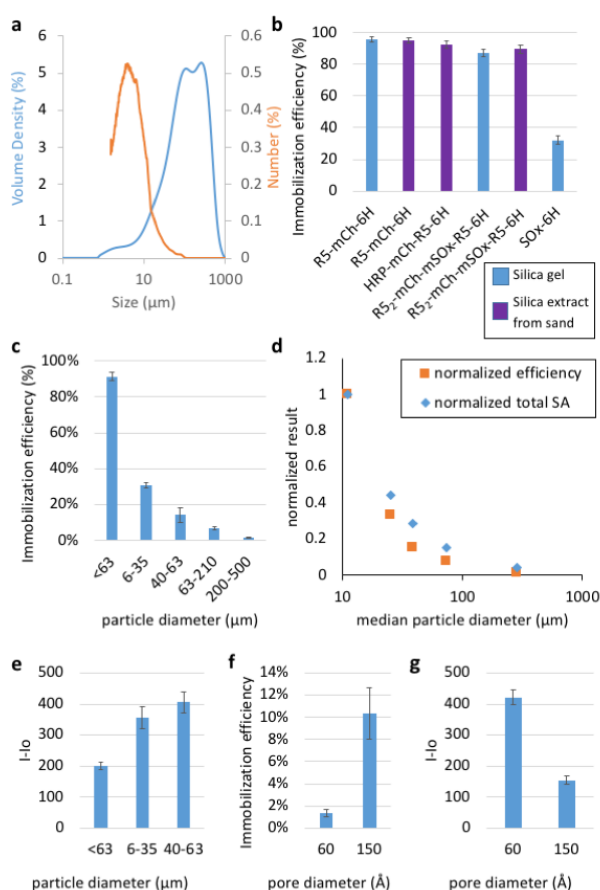 a
Volume Density (%)
6
5
4
3
2
1
0
0.6
0.5
0.4
0.3
0.2
0.1
0
Number (%)
0.1
10
1000
Size (µm)
b
Immobilization efficiency (%)
100
80
60
40
20
0
R5-mCh-6H
R5-mCh-6H
HRP-mCh-R5-6H
R5₂-mCh-mSOx-R5-6H
R5₂-mCh-mSOx-R5-6H
SOx-6H
Silica gel
Silica extract
from sand
c
Immobilization efficiency (%)
100%
80%
60%
40%
20%
0%
<63
6-35
40-63
63-210
200-500
particle diameter (µm)
d
normalized result
1.2
1
0.8
0.6
0.4
0.2
0
normalized efficiency
normalized total SA
10
100
1000
median particle diameter (µm)
e
I-Io
500
400
300
200
100
0
<63
6-35
40-63
particle diameter (µm)
f
Immobilization efficiency
14%
12%
10%
8%
6%
4%
2%
0%
60
150
pore diameter (Å)
g
I-Io
500
400
300
200
100
0
60
150
pore diameter (Å)